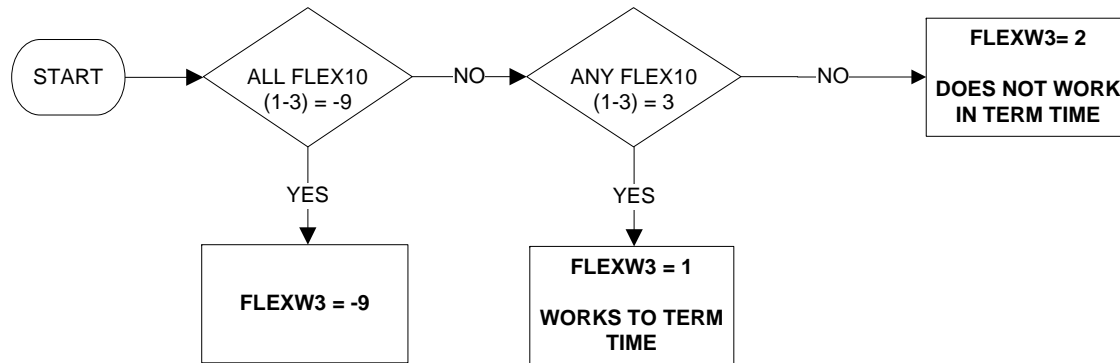 START
ALL FLEX10
(1-3) = -9
NO
ANY FLEX10
(1-3) = 3
NO
FLEXW3= 2
DOES NOT WORK
IN TERM TIME
YES
YES
FLEXW3 = -9
FLEXW3 = 1
WORKS TO TERM
TIME